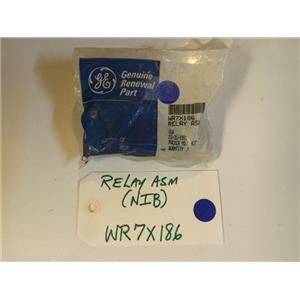 GE
Genuine
Renewal
Part
WR7X186
RELAY ASM
RELAY ASM
(NIB)
WR7X186